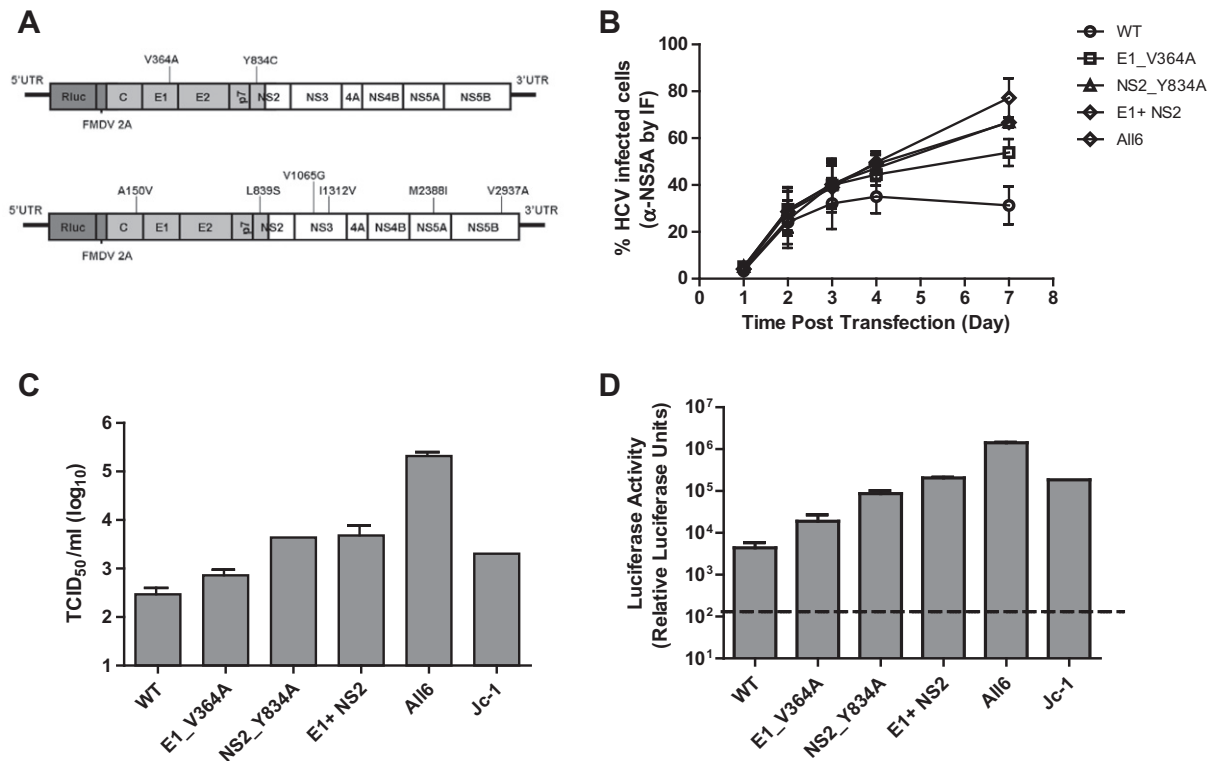 A
V364A Y834C
5'UTR 3'UTR
Rluc C E1 E2 p7 NS2 NS3 4A NS4B NS5A NS5B
FMDV 2A
V1065G
A150V L839S I1312V M2388I V2937A
5'UTR 3'UTR
Rluc C E1 E2 p7 NS2 NS3 4A NS4B NS5A NS5B
FMDV 2A
B
% HCV infected cells
(α-NS5A by IF)
100
80
60
40
20
0
0 1 2 3 4 5 6 7 8
Time Post Transfection (Day)
WT
E1_V364A
NS2_Y834A
E1+ NS2
All6
C
TCID50/ml (log10)
6
5
4
3
2
1
WT E1_V364A NS2_Y834A E1+ NS2 All6 Jc-1
D
Luciferase Activity
(Relative Luciferase Units)
10^7
10^6
10^5
10^4
10^3
10^2
10^1
WT E1_V364A NS2_Y834A E1+ NS2 All6 Jc-1